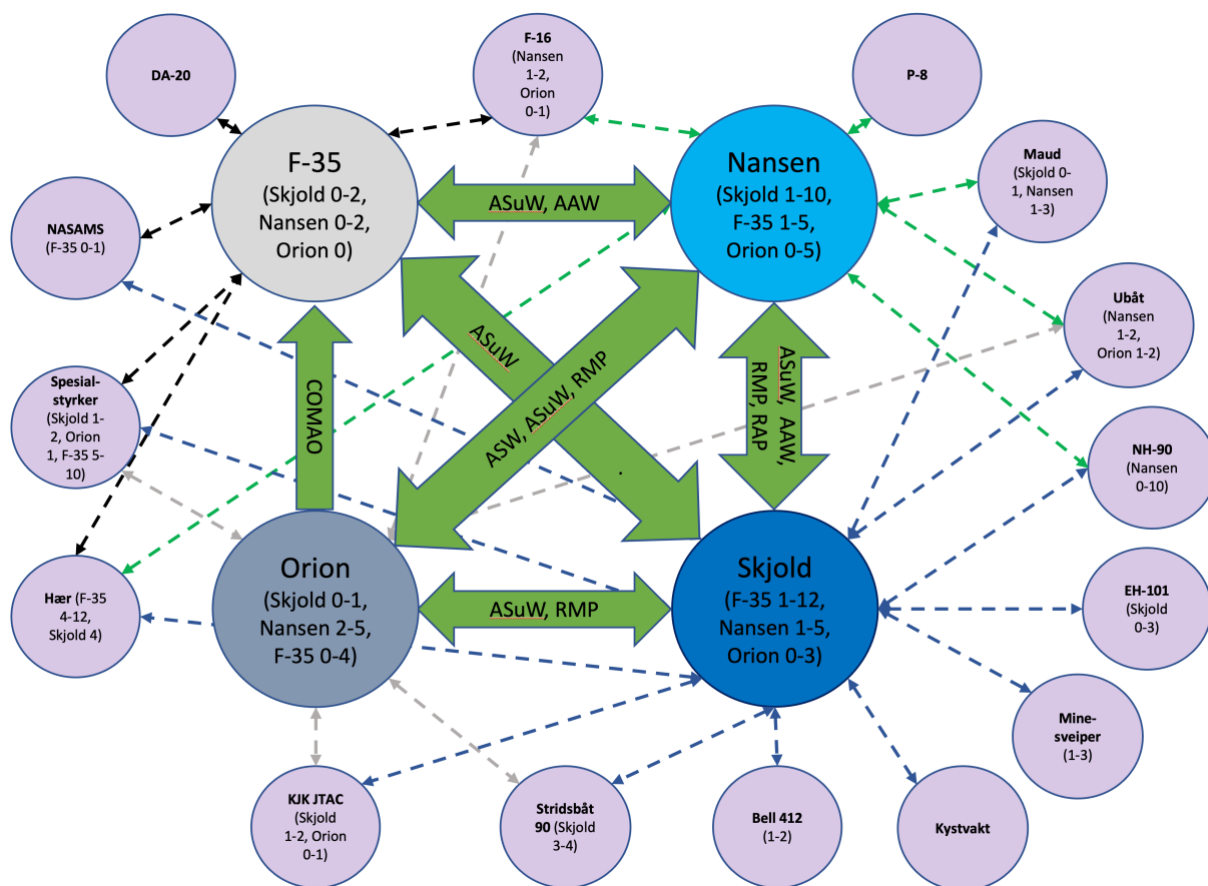 DA-20
F-16
(Nansen
1-2,
Orion
0-1)
P-8
F-35
(Skjold 0-2,
Nansen 0-2,
Orion 0)
ASuW, AAW
Nansen
(Skjold 1-10,
F-35 1-5,
Orion 0-5)
Maud
(Skjold 0-
1, Nansen
1-3)
NASAMS
(F-35 0-1)
Ubåt
(Nansen
1-2,
Orion 1-2)
Spesial-
styrker
(Skjold 1-
2, Orion
1, F-35 5-
10)
COMAO
ASuW
.
ASW, ASuW, RMP
ASuW, AAW,
RMP, RAP
NH-90
(Nansen
0-10)
Hær (F-35
4-12,
Skjold 4)
Orion
(Skjold 0-1,
Nansen 2-5,
F-35 0-4)
ASuW, RMP
Skjold
(F-35 1-12,
Nansen 1-5,
Orion 0-3)
EH-101
(Skjold
0-3)
Mine-
sveiper
(1-3)
KJK JTAC
(Skjold
1-2, Orion
0-1)
Stridsbåt
90 (Skjold
3-4)
Bell 412
(1-2)
Kystvakt